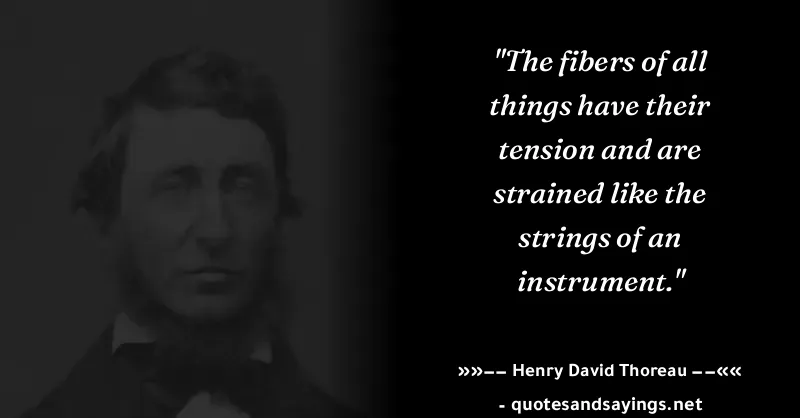 "The fibers of all
things have their
tension and are
strained like the
strings of an
instrument."
»»−− Henry David Thoreau −−««
- quotesandsayings.net